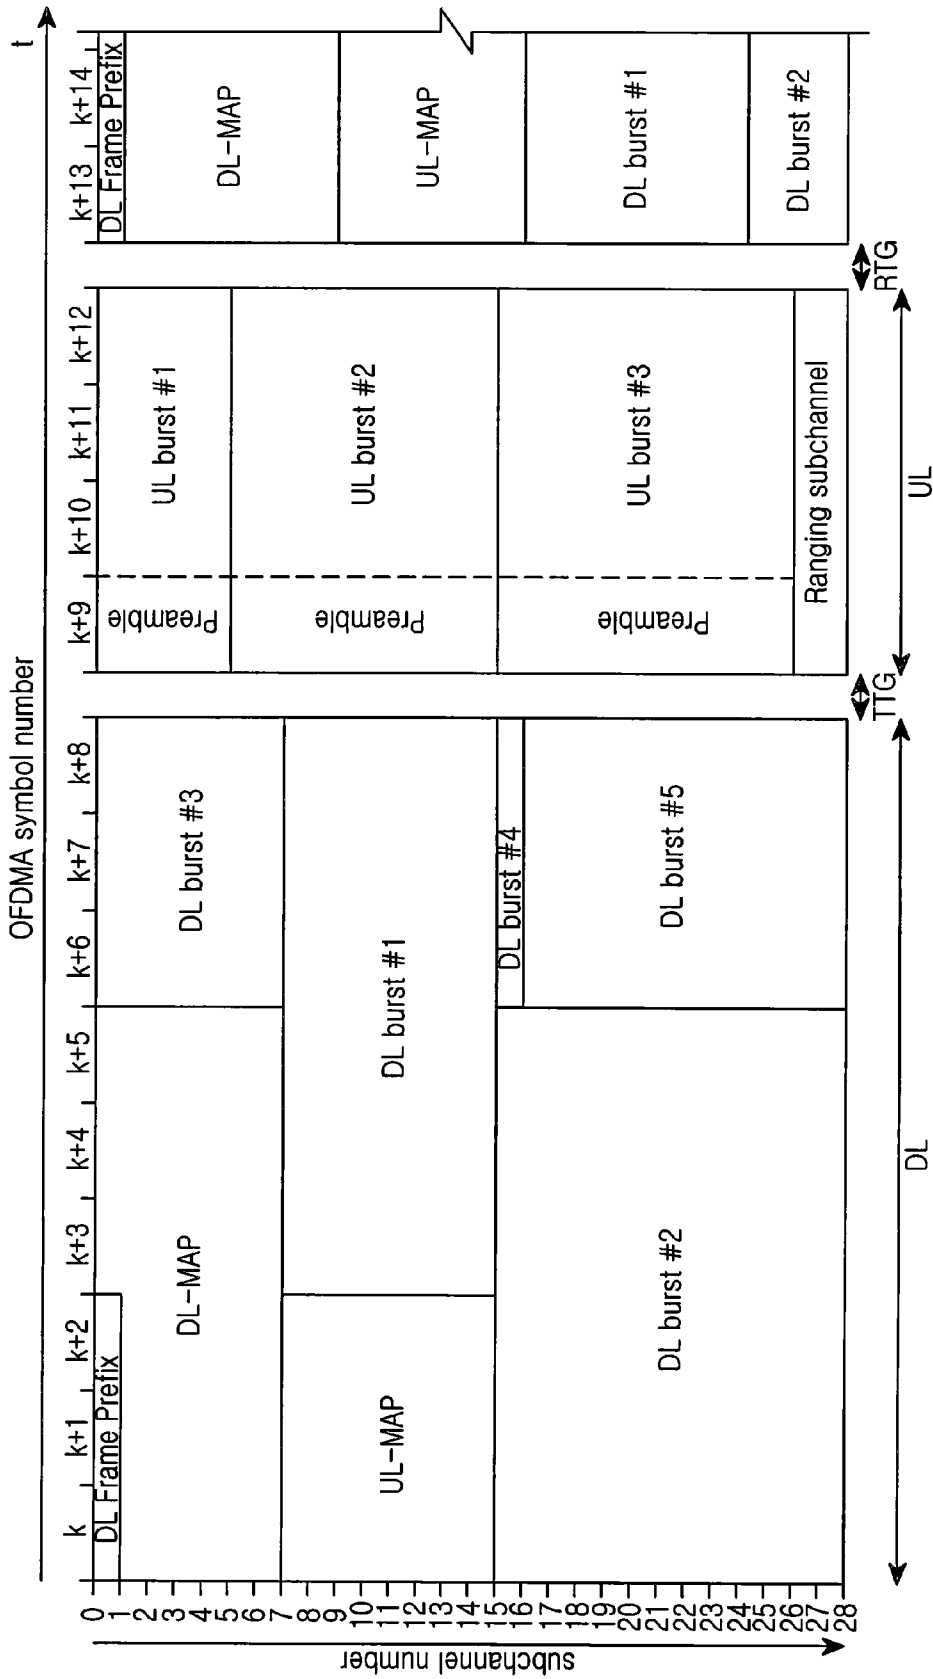 OFDMA symbol number
t
k
k+1
k+2
k+3
k+4
k+5
k+6
k+7
k+8
k+9
k+10
k+11
k+12
k+13
k+14
subchannel number
0
1
2
3
4
5
6
7
8
9
10
11
12
13
14
15
16
17
18
19
20
21
22
23
24
25
26
27
28
DL Frame Prefix
DL-MAP
UL-MAP
DL burst #3
DL burst #1
DL burst #2
DL burst #4
DL burst #5
Preamble
UL burst #1
Preamble
UL burst #2
Preamble
UL burst #3
Ranging subchannel
DL Frame Prefix
DL-MAP
UL-MAP
DL burst #1
DL burst #2
TTG
RTG
DL
UL